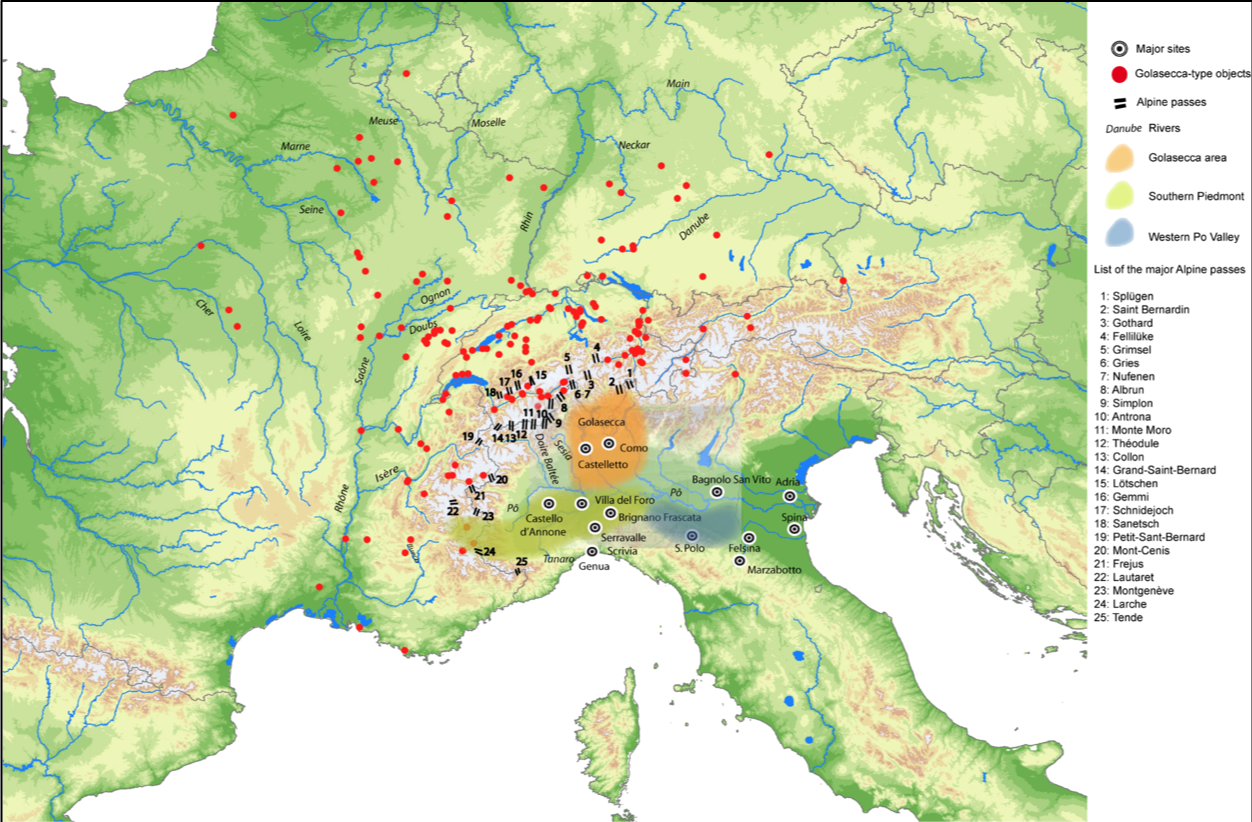 Main
Meuse
Moselle
Marne
Neckar
Seine
Rhin
Danube
Ognon
Cher
Loire
Doubs
Saône
4
5
16
15
17
3
2
1
18
6
7
8
11
10
9
Golasecca
19
14
13
12
Como
Castelletto
Doire Baltée
Sesia
Isère
20
Bagnolo San Vito
Adria
Rhône
21
Pô
Villa del Foro
Pô
22
23
Castello
d'Annone
Brignano Frascata
Spina
Serravalle
Scrivia
S.Polo
Felsina
24
Tanaro
Genua
25
Marzabotto
Major sites
Golasecca-type objects
Alpine passes
Danube Rivers
Golasecca area
Southern Piedmont
Western Po Valley
List of the major Alpine passes
1: Splügen
2: Saint Bernardin
3: Gothard
4: Fellilüke
5: Grimsel
6: Gries
7: Nufenen
8: Albrun
9: Simplon
10: Antrona
11: Monte Moro
12: Théodule
13: Collon
14: Grand-Saint-Bernard
15: Lötschen
16: Gemmi
17: Schnidejoch
18: Sanetsch
19: Petit-Sant-Bernard
20: Mont-Cenis
21: Frejus
22: Lautaret
23: Montgenève
24: Larche
25: Tende